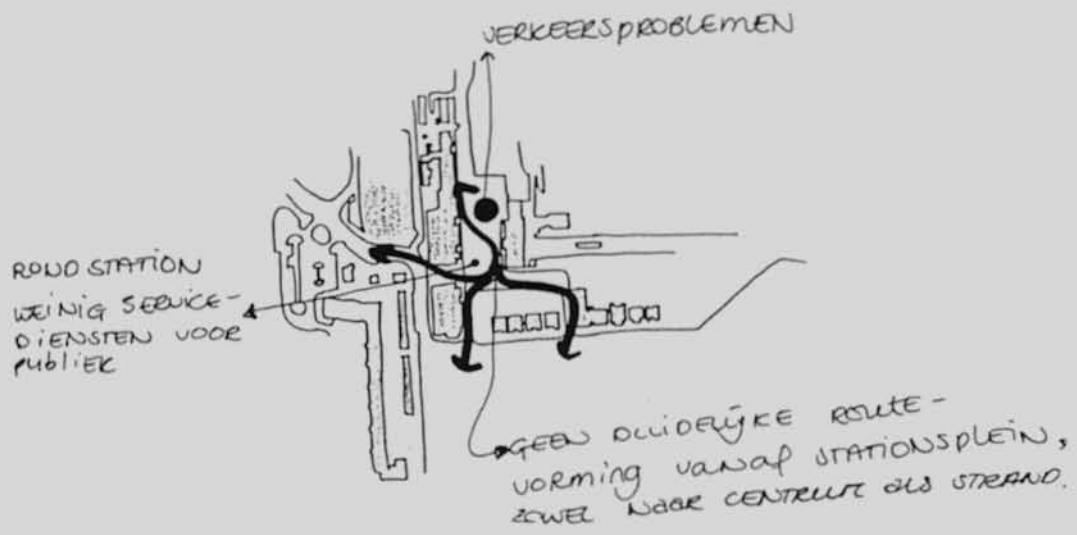 VERKEERSPROBLEMEN
ROND STATION
WEINIG SERVICE-
DIENSTEN VOOR
PUBLIEK
GEEN DUIDELIJKE ROUTE-
VORMING VANAF STATIONSPLEIN,
ZOWEL NAAR CENTRUM ALS STRAND.